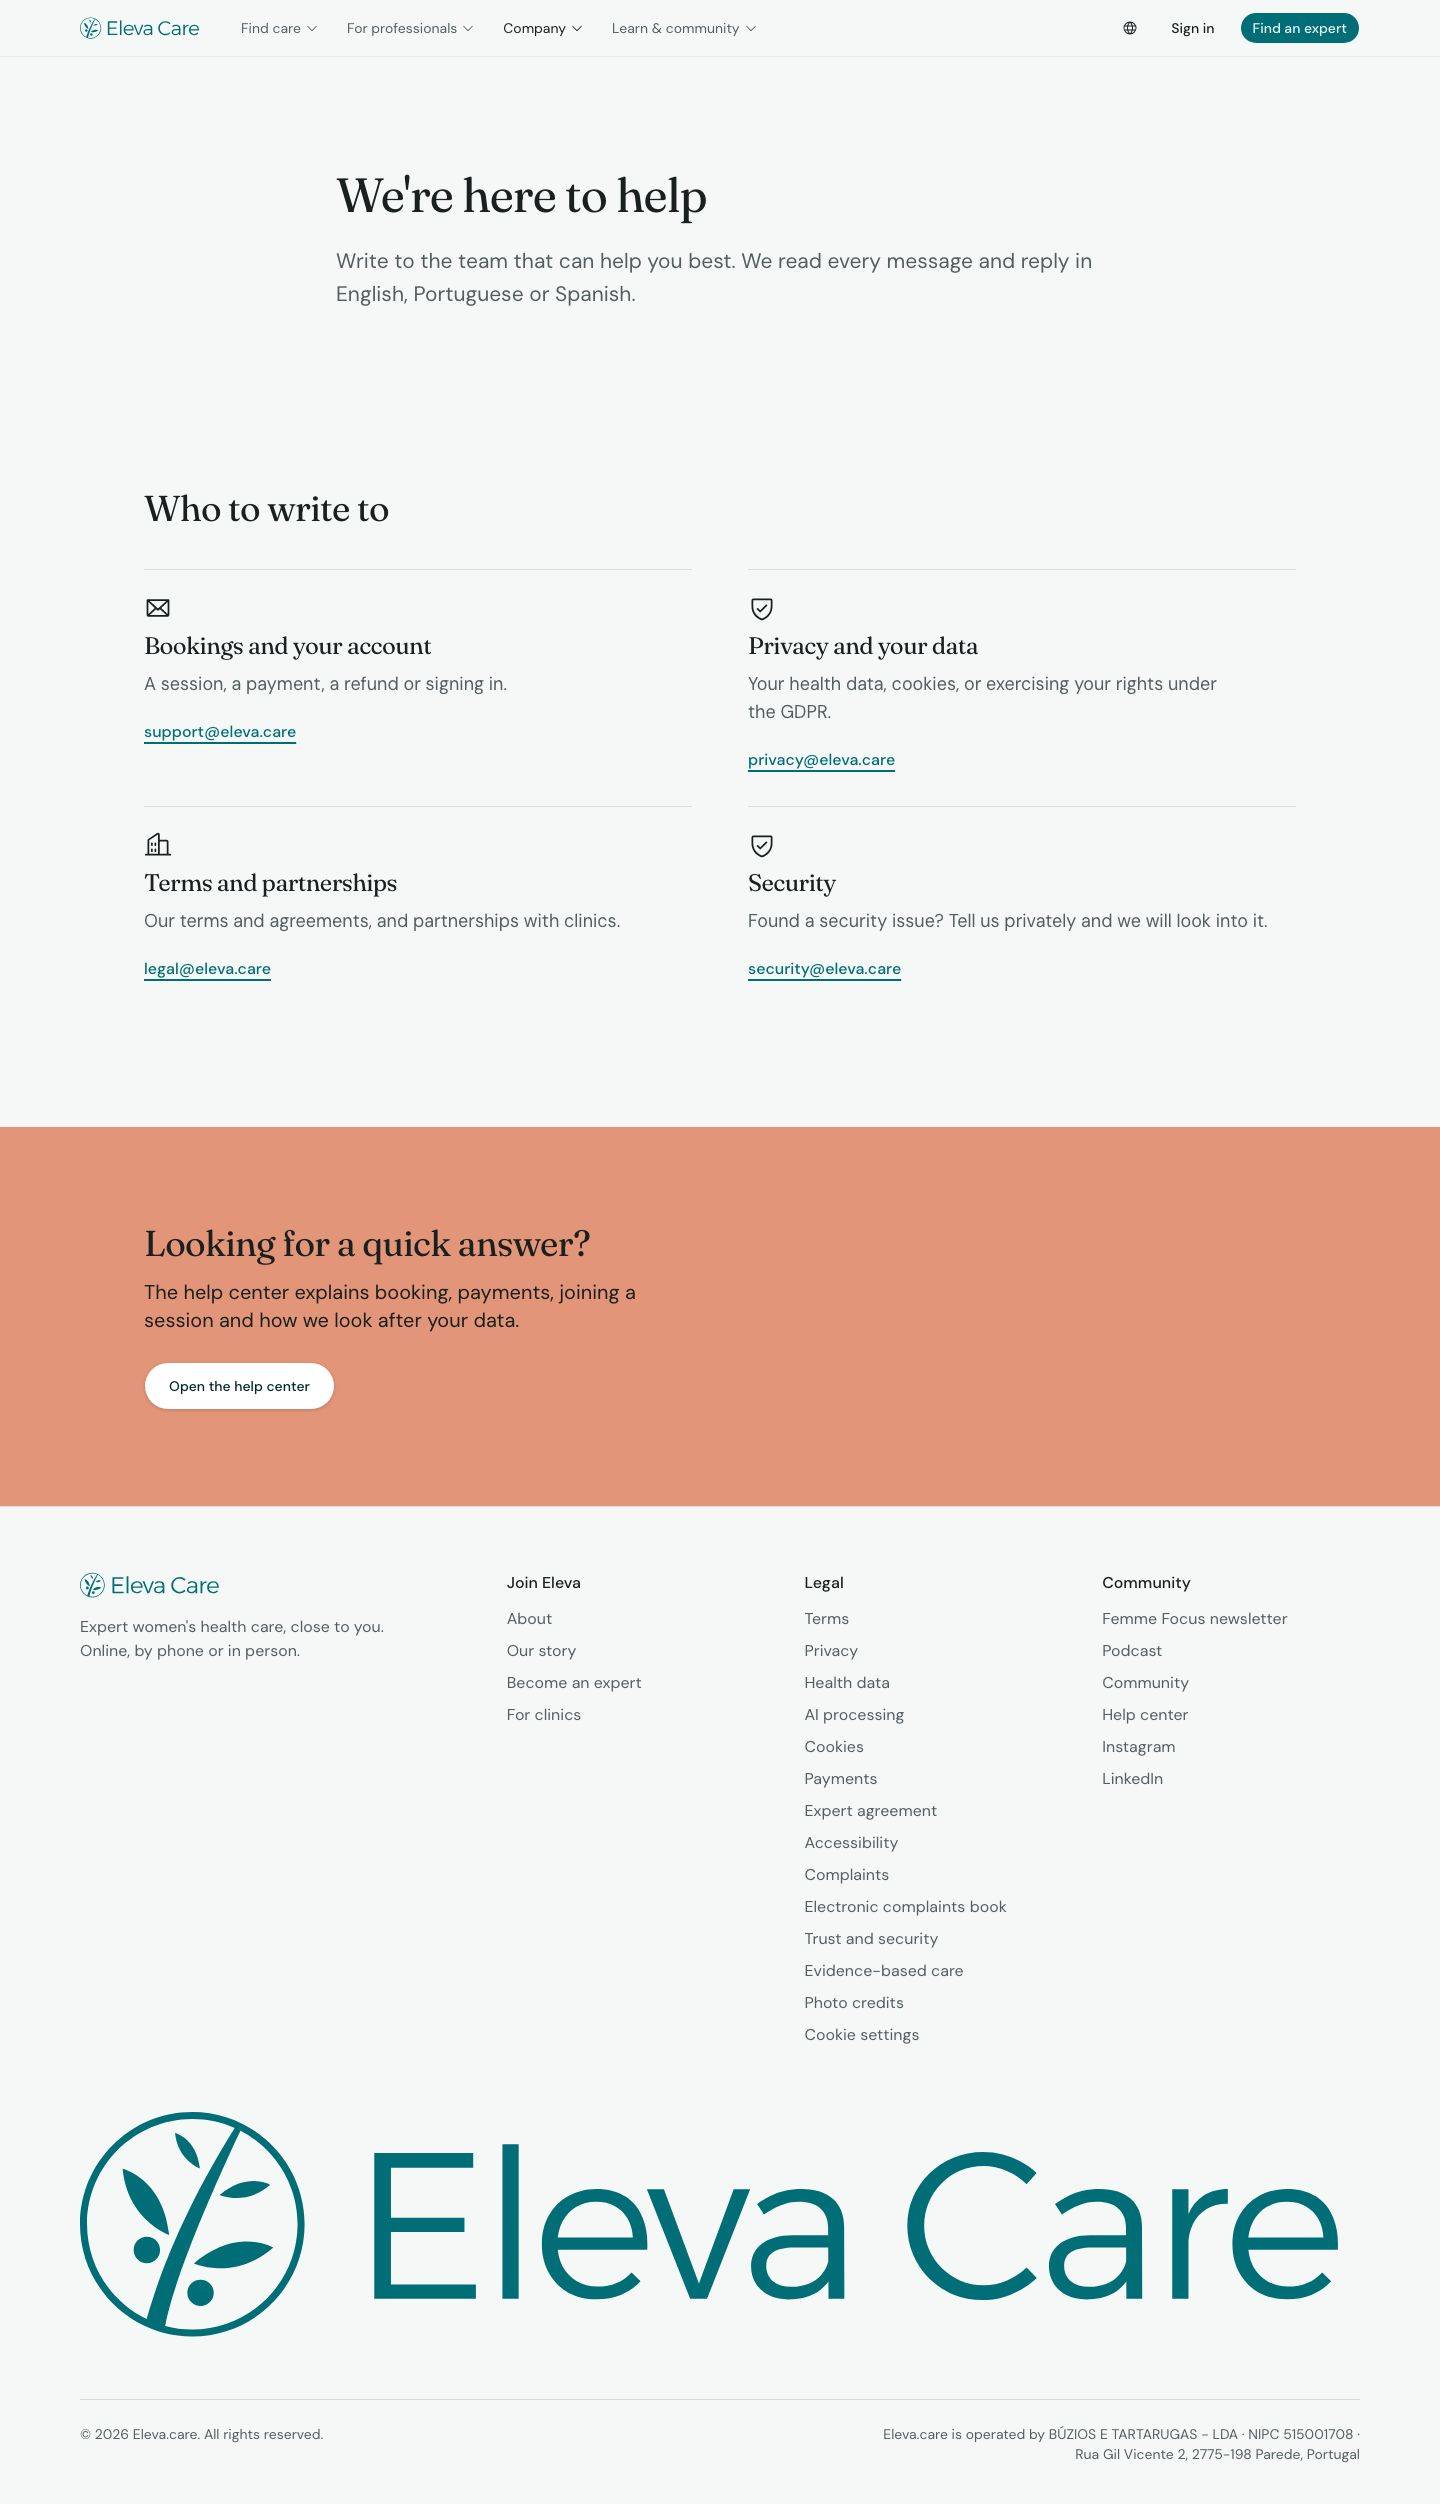 Eleva Care
Find care
For professionals
Company
Learn & community
Sign in
Find an expert
We're here to help
Write to the team that can help you best. We read every message and reply in
English, Portuguese or Spanish.
Who to write to
Bookings and your account
A session, a payment, a refund or signing in.
support@eleva.care
Privacy and your data
Your health data, cookies, or exercising your rights under
the GDPR.
privacy@eleva.care
Terms and partnerships
Our terms and agreements, and partnerships with clinics.
legal@eleva.care
Security
Found a security issue? Tell us privately and we will look into it.
security@eleva.care
Looking for a quick answer?
The help center explains booking, payments, joining a
session and how we look after your data.
Open the help center
Eleva Care
Expert women's health care, close to you.
Online, by phone or in person.
Join Eleva
About
Our story
Become an expert
For clinics
Legal
Terms
Privacy
Health data
AI processing
Cookies
Payments
Expert agreement
Accessibility
Complaints
Electronic complaints book
Trust and security
Evidence-based care
Photo credits
Cookie settings
Community
Femme Focus newsletter
Podcast
Community
Help center
Instagram
LinkedIn
Eleva Care
© 2026 Eleva.care. All rights reserved.
Eleva.care is operated by BÚZIOS E TARTARUGAS - LDA · NIPC 515001708 ·
Rua Gil Vicente 2, 2775-198 Parede, Portugal